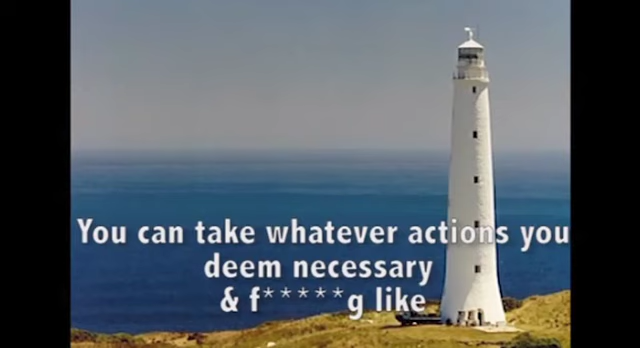 You can take whatever actions you
deem necessary
& f*****g like